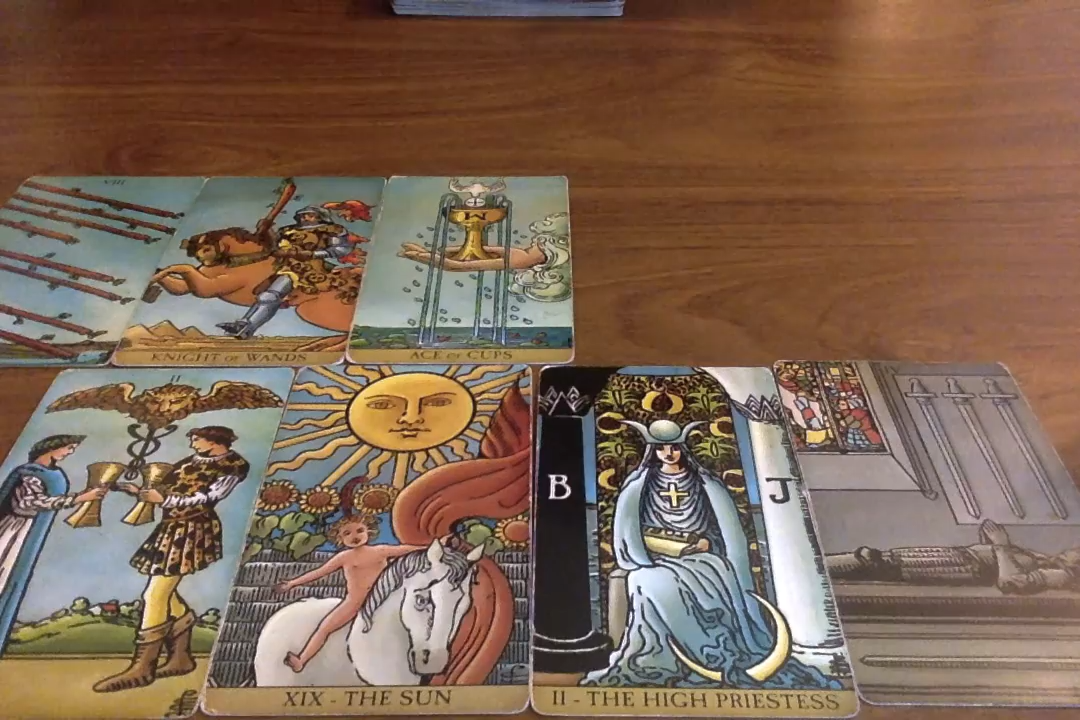 VIII
KNIGHT OF WANDS
ACE OF CUPS
II
XIX - THE SUN
B
J
II - THE HIGH PRIESTESS